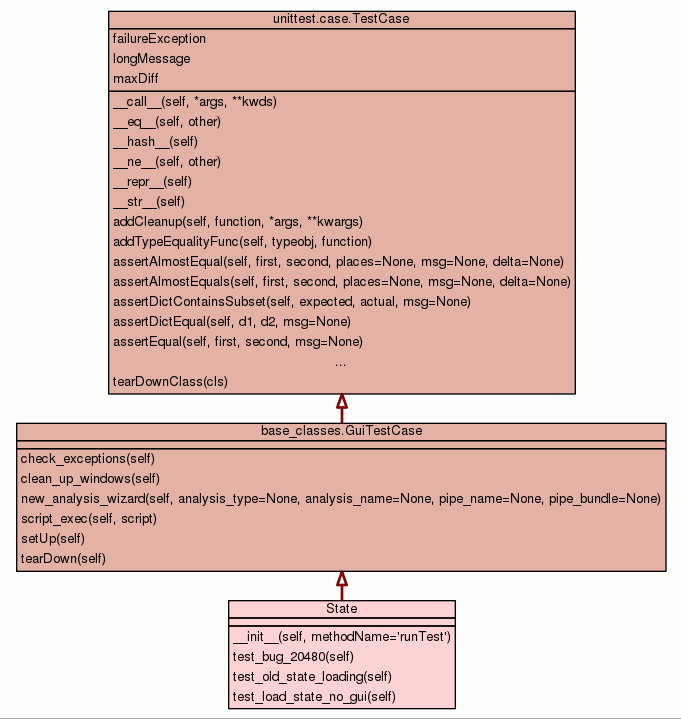 unittest.case.TestCase
failureException
longMessage
maxDiff
__call__(self, *args, **kwds)
__eq__(self, other)
__hash__(self)
__ne__(self, other)
__repr__(self)
__str__(self)
addCleanup(self, function, *args, **kwargs)
addTypeEqualityFunc(self, typeobj, function)
assertAlmostEqual(self, first, second, places=None, msg=None, delta=None)
assertAlmostEquals(self, first, second, places=None, msg=None, delta=None)
assertDictContainsSubset(self, expected, actual, msg=None)
assertDictEqual(self, d1, d2, msg=None)
assertEqual(self, first, second, msg=None)
...
tearDownClass(cls)
base_classes.GuiTestCase
check_exceptions(self)
clean_up_windows(self)
new_analysis_wizard(self, analysis_type=None, analysis_name=None, pipe_name=None, pipe_bundle=None)
script_exec(self, script)
setUp(self)
tearDown(self)
State
__init__(self, methodName='runTest')
test_bug_20480(self)
test_old_state_loading(self)
test_load_state_no_gui(self)